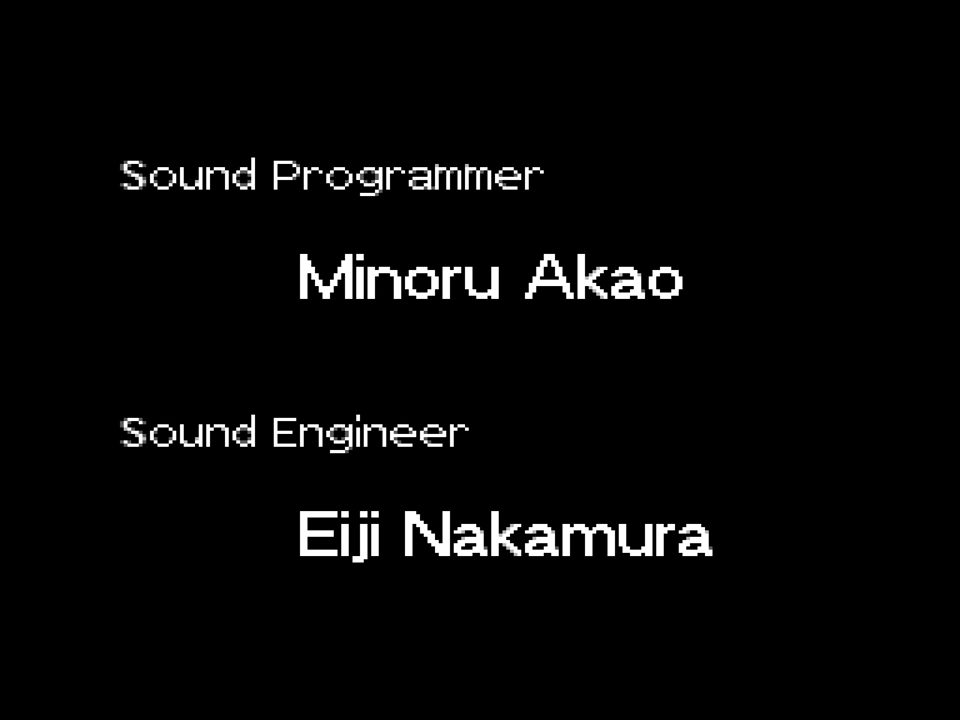 Sound Programmer
Minoru Akao
Sound Engineer
Eiji Nakamura